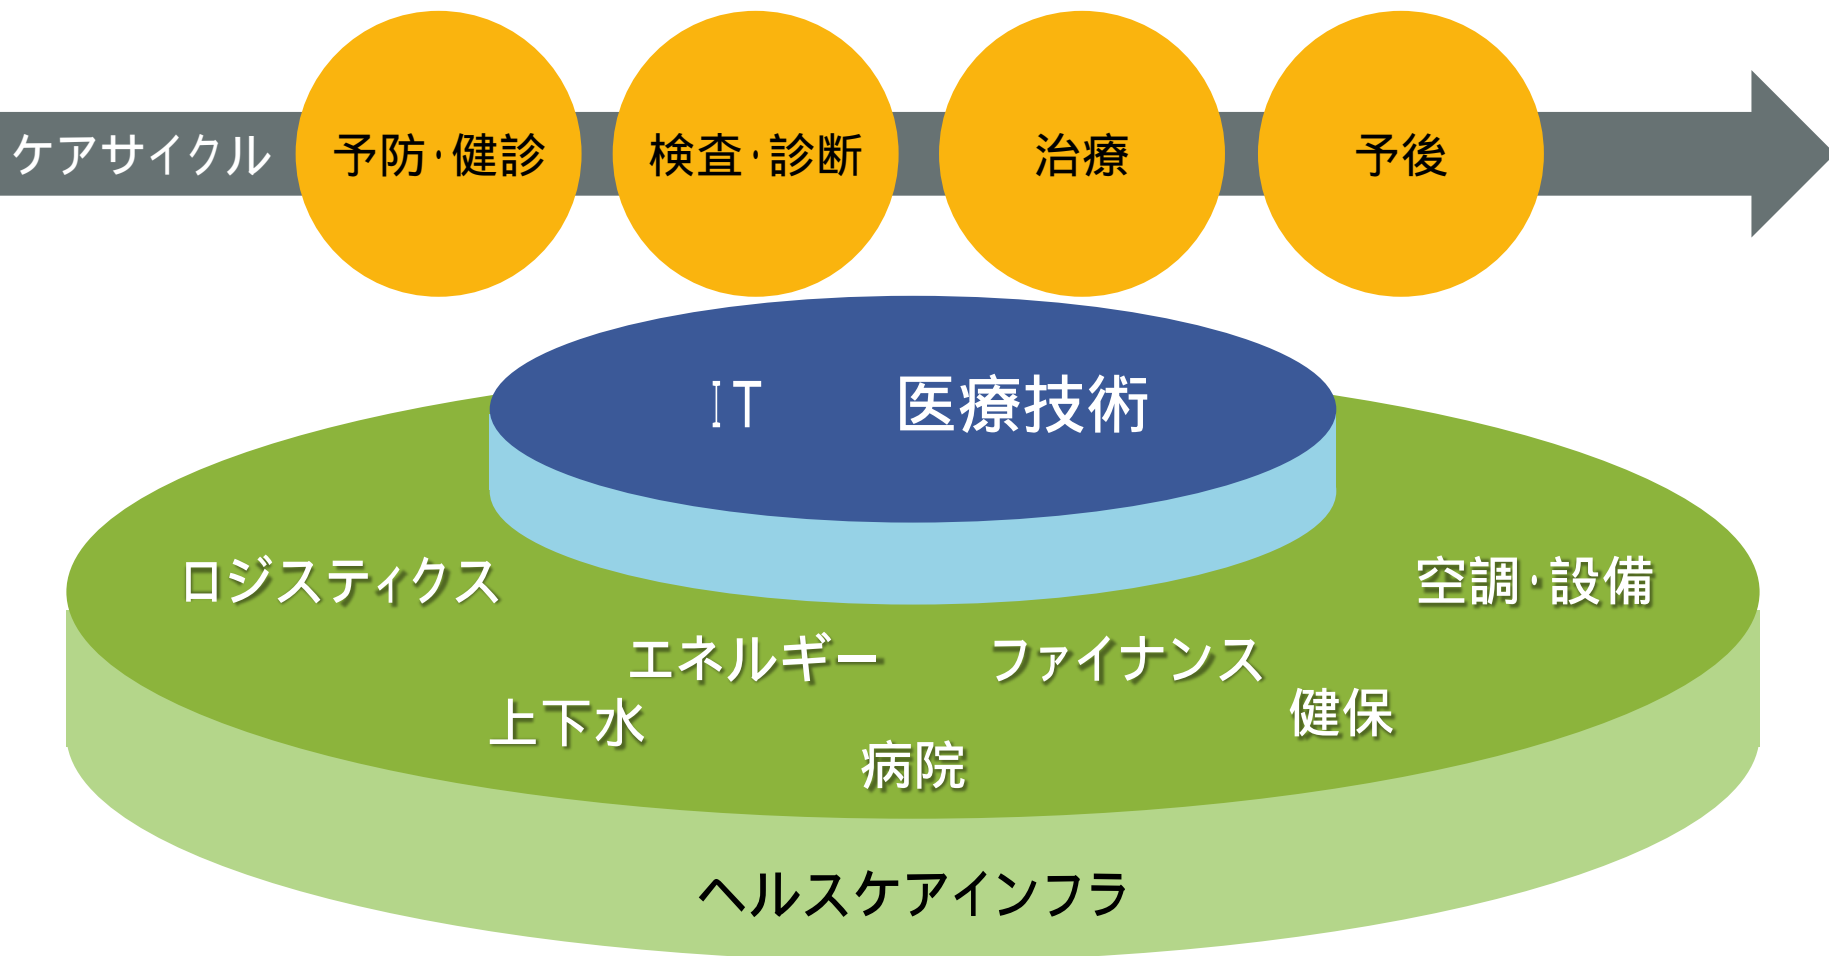 ケアサイクル
予防・健診
検査・診断
治療
予後
IT 医療技術
ロジスティクス
空調・設備
エネルギー
ファイナンス
上下水
健保
病院
ヘルスケアインフラ